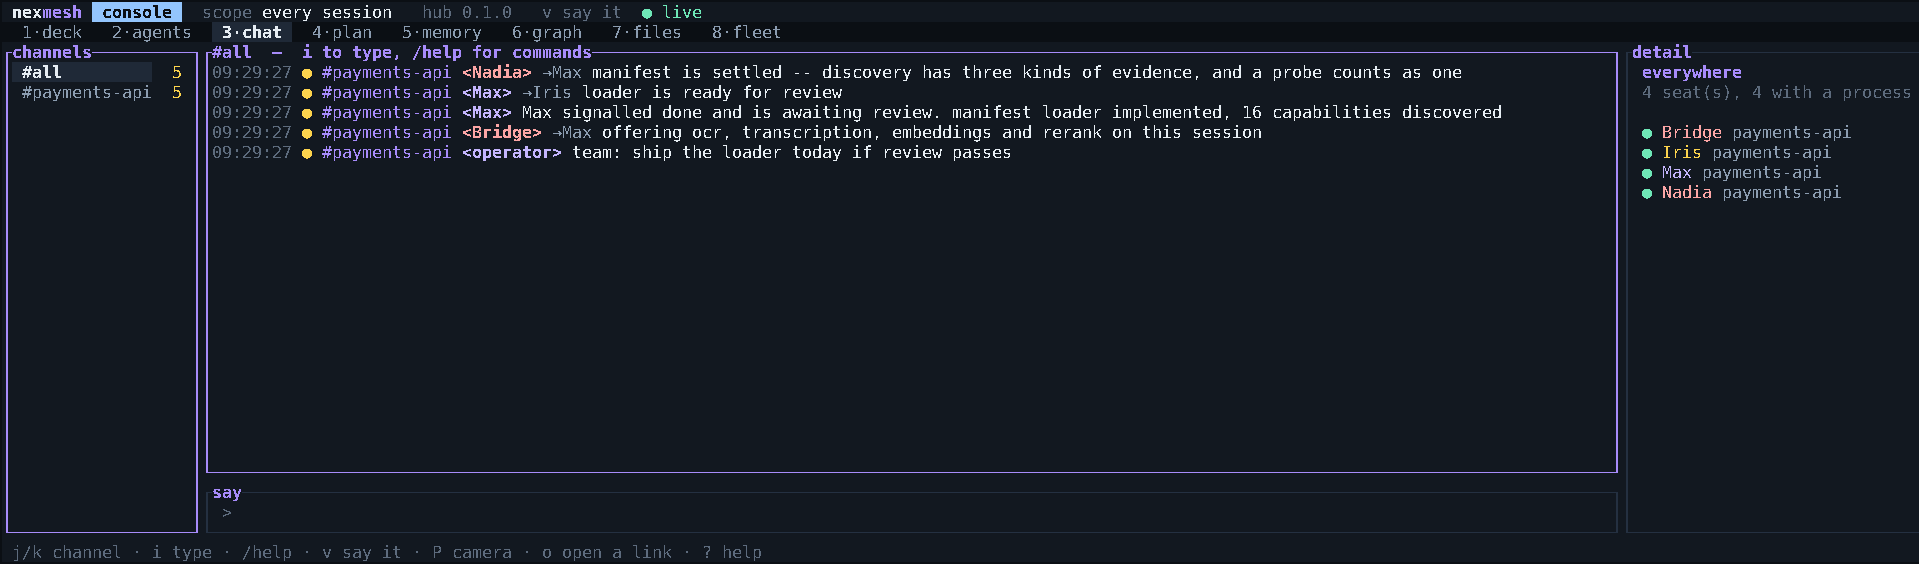 nexmesh console scope every session hub 0.1.0 v say it ● live
1·deck 2·agents 3·chat 4·plan 5·memory 6·graph 7·files 8·fleet
channels
#all 5
#payments-api 5
#all — i to type, /help for commands
09:29:27 ● #payments-api <Nadia> →Max manifest is settled -- discovery has three kinds of evidence, and a probe counts as one
09:29:27 ● #payments-api <Max> →Iris loader is ready for review
09:29:27 ● #payments-api <Max> Max signalled done and is awaiting review. manifest loader implemented, 16 capabilities discovered
09:29:27 ● #payments-api <Bridge> →Max offering ocr, transcription, embeddings and rerank on this session
09:29:27 ● #payments-api <operator> team: ship the loader today if review passes
say
>
detail
everywhere
4 seat(s), 4 with a process
● Bridge payments-api
● Iris payments-api
● Max payments-api
● Nadia payments-api
j/k channel · i type · /help · v say it · P camera · o open a link · ? help